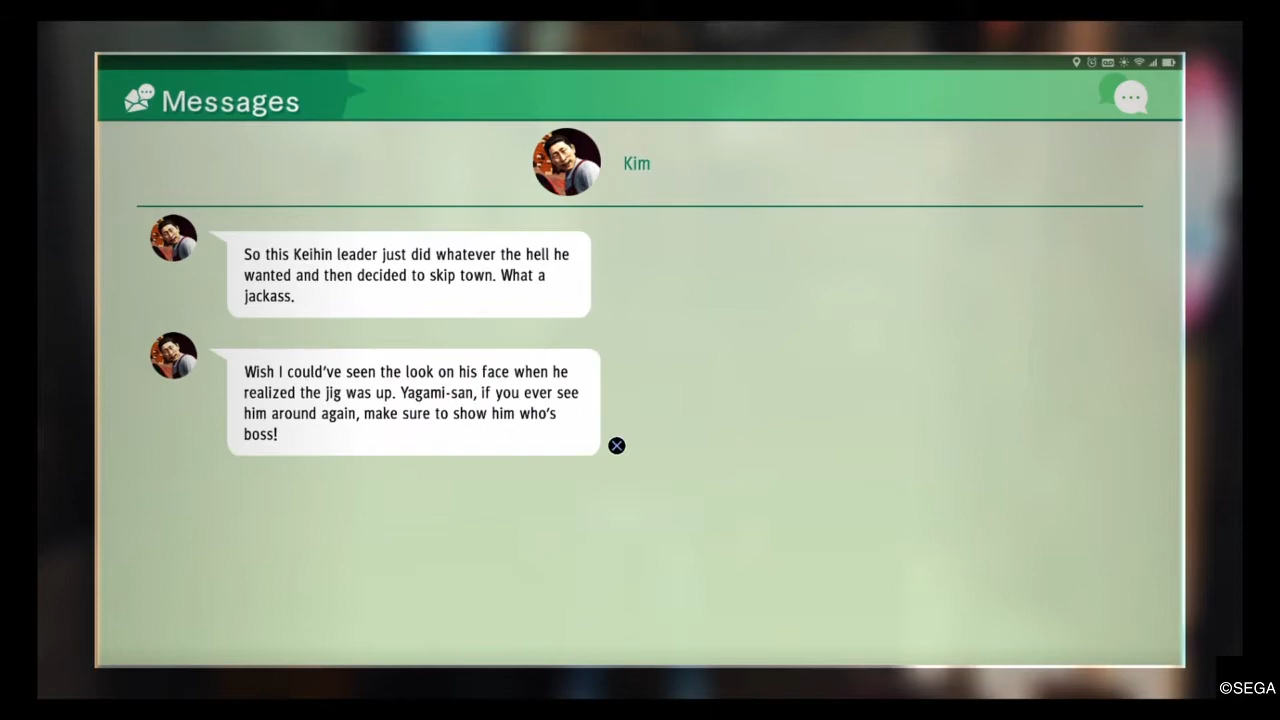 Messages
Kim
So this Keihin leader just did whatever the hell he
wanted and then decided to skip town. What a
jackass.
Wish I could've seen the look on his face when he
realized the jig was up. Yagami-san, if you ever see
him around again, make sure to show him who's
boss!
©SEGA